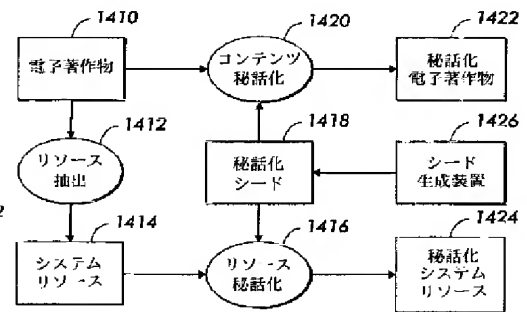 1410
電子著作物
1420
コンテンツ
秘話化
1422
秘話化
電子著作物
1412
リソース
抽出
1418
秘話化
シード
1426
シード
生成装置
1414
システム
リソース
1416
リソース
秘話化
1424
秘話化
システム
リソース
2